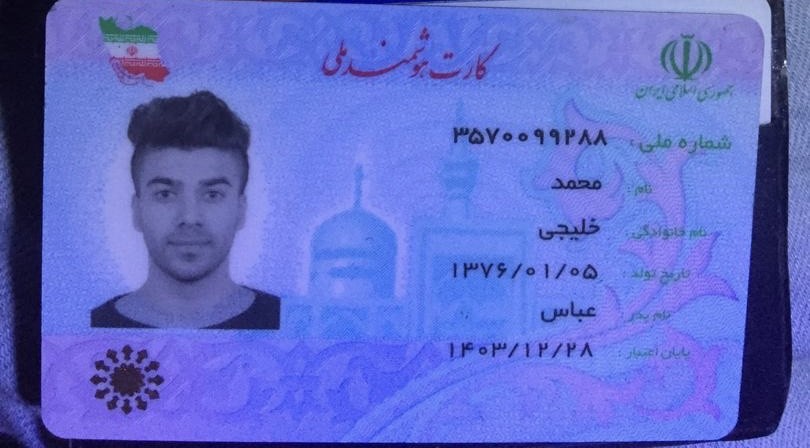 کارت هوشمند ملی
جمهوری اسلامی ایران
شماره ملی: ۳۵۷۰۰۹۹۲۸۸
نام: محمد
نام خانوادگی: خلیجی
تاریخ تولد: ۱۳۷۶/۰۱/۰۵
نام پدر: عباس
پایان اعتبار: ۱۴۰۳/۱۲/۲۸